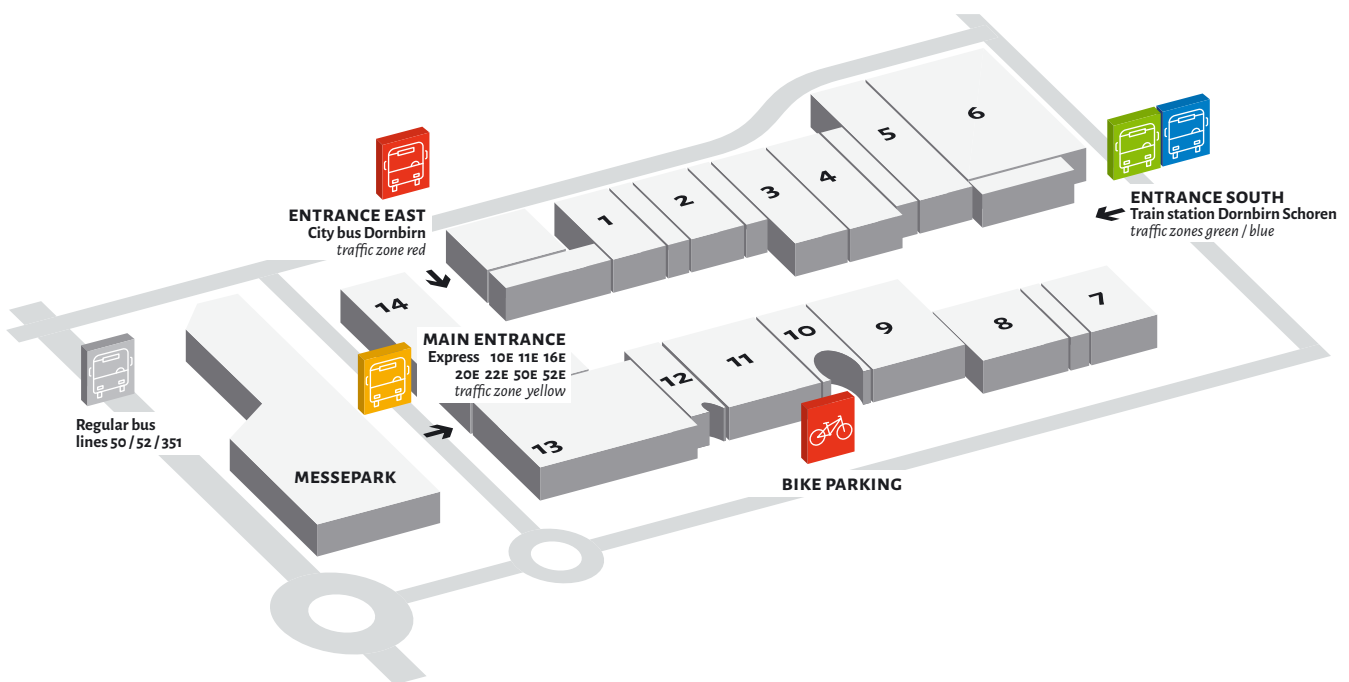 6
5
4
3
2
1
ENTRANCE EAST
City bus Dornbirn
traffic zone red
ENTRANCE SOUTH
Train station Dornbirn Schoren
traffic zones green / blue
14
MAIN ENTRANCE
Express 10E 11E 16E
20E 22E 50E 52E
traffic zone yellow
7
8
9
10
11
12
13
Regular bus
lines 50 / 52 / 351
MESSEPARK
BIKE PARKING